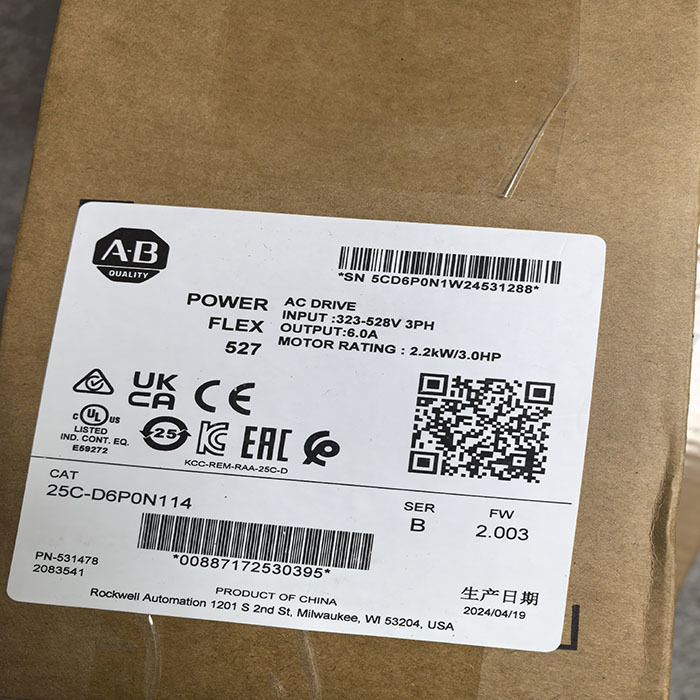 A-B
QUALITY
*SN 5CD6P0N1W24531288*
POWER
FLEX
527
AC DRIVE
INPUT :323-528V 3PH
OUTPUT:6.0A
MOTOR RATING : 2.2kW/3.0HP
UK
CA
CE
C UL US
LISTED
IND. CONT. EQ.
E59272
25
KC
EAC
KCC-REM-RAA-25C-D
CAT
25C-D6P0N114
SER
B
FW
2.003
*00887172530395*
PN-531478
2083541
PRODUCT OF CHINA
Rockwell Automation 1201 S 2nd St, Milwaukee, WI 53204, USA
生产日期
2024/04/19